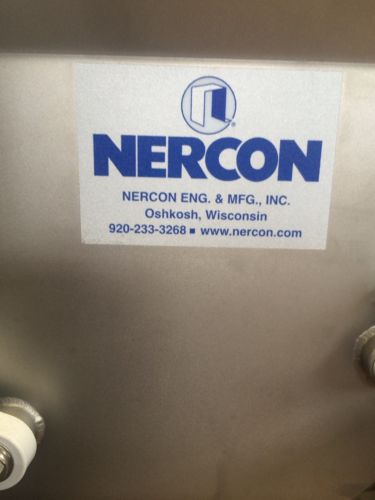 NERCON
NERCON ENG. & MFG., INC.
Oshkosh, Wisconsin
920-233-3268 ■ www.nercon.com